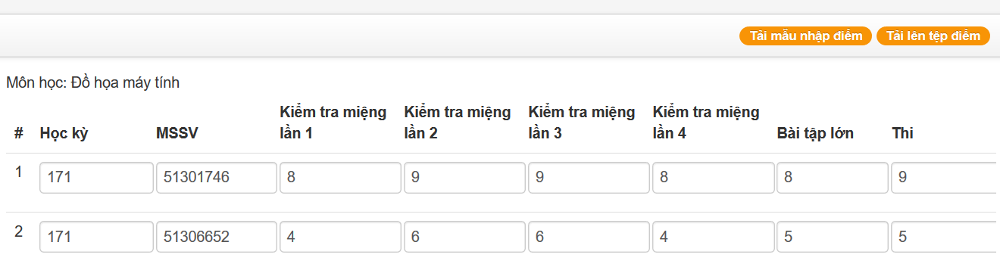 Tải mẫu nhập điểm Tải lên tệp điểm
Môn học: Đồ họa máy tính
# Học kỳ MSSV Kiểm tra miệng lần 1 Kiểm tra miệng lần 2 Kiểm tra miệng lần 3 Kiểm tra miệng lần 4 Bài tập lớn Thi
1 171 51301746 8 9 9 8 8 9
2 171 51306652 4 6 6 4 5 5